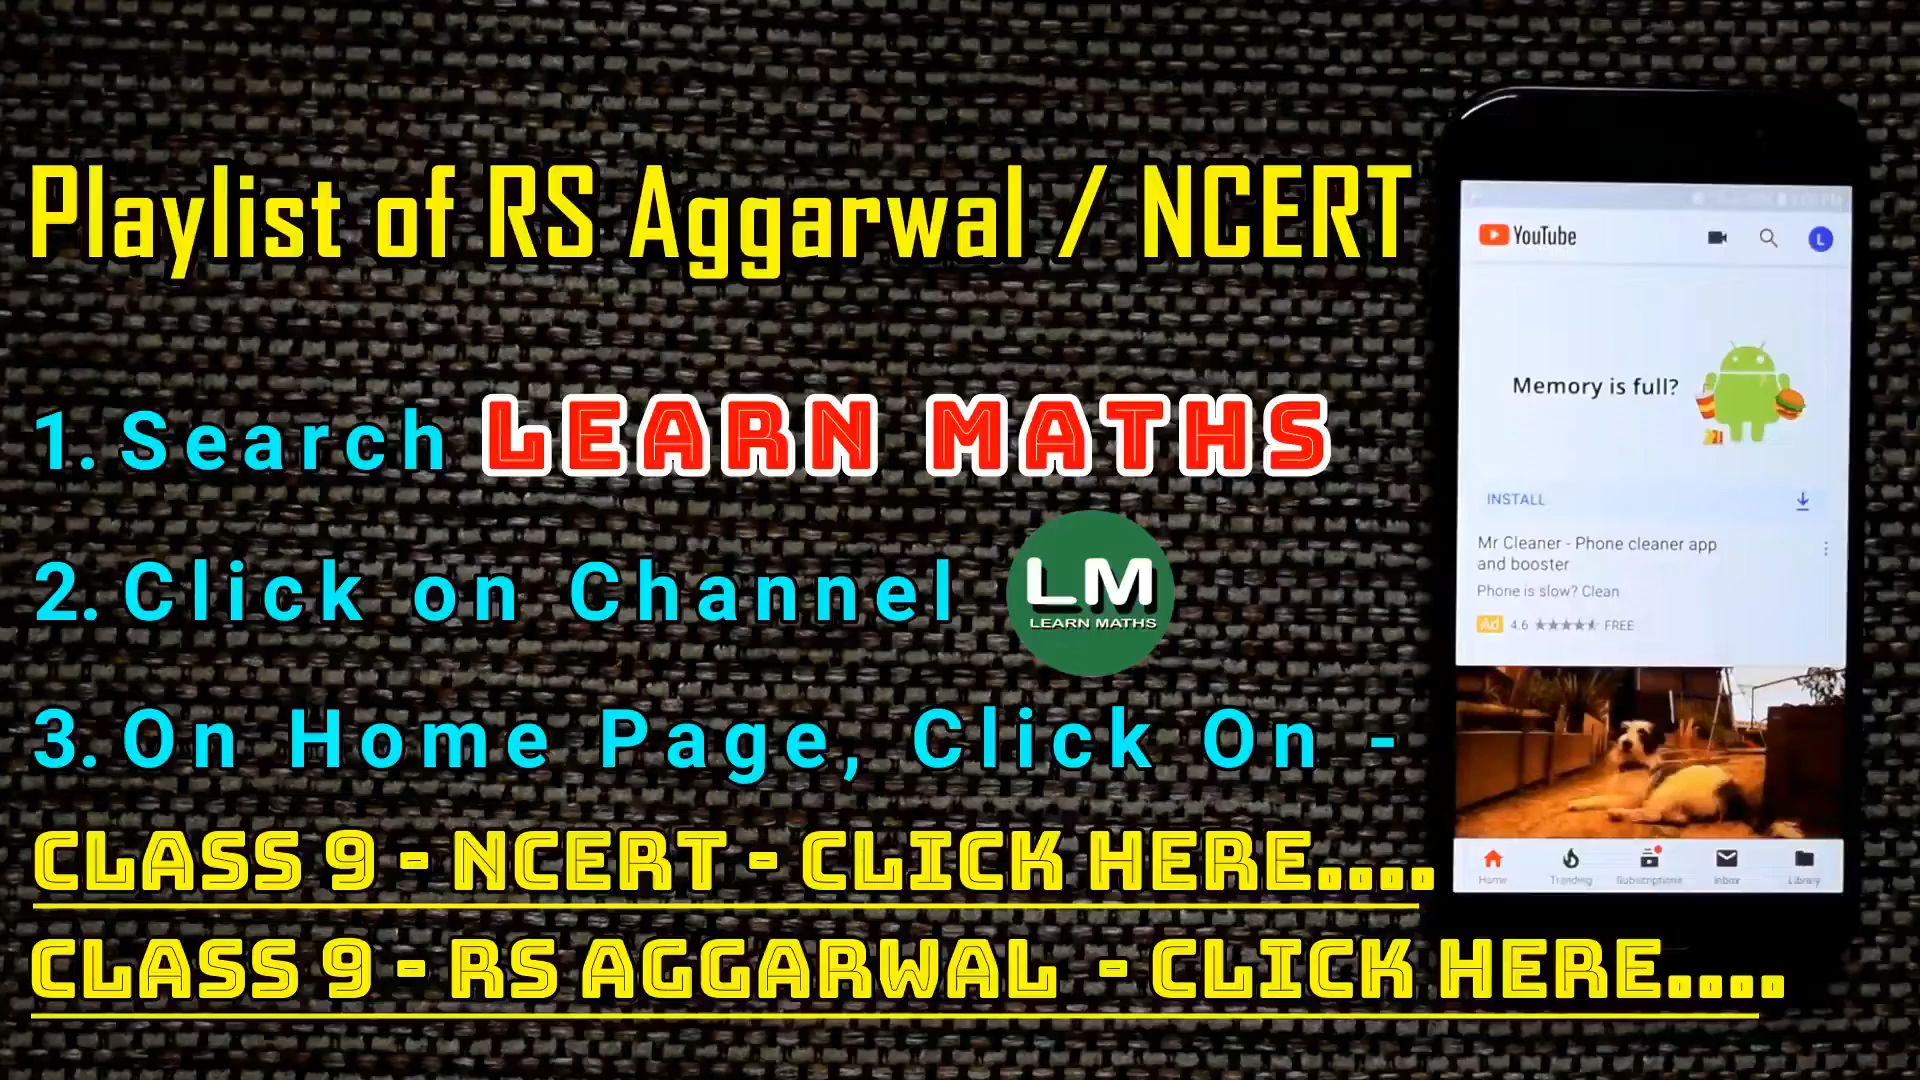 Playlist of RS Aggarwal / NCERT
1. Search LEARN MATHS
2. Click on Channel
LM
LEARN MATHS
3. On Home Page, Click On -
CLASS 9 - NCERT - CLICK HERE....
CLASS 9 - RS AGGARWAL - CLICK HERE....
YouTube
L
Memory is full?
INSTALL
Mr Cleaner - Phone cleaner app
and booster
Phone is slow? Clean
Ad 4.6 ★★★★★ FREE
Home Trending Subscriptions Inbox Library